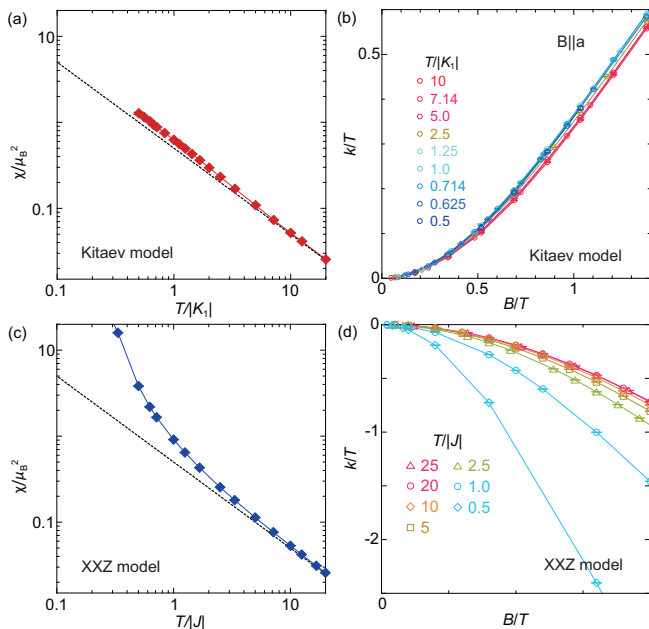 (a)
10
1
0.1
χ/μB²
Kitaev model
0.1
1
10
T/|K₁|
(b)
0.5
0
k/T
B||a
T/|K₁|
10
7.14
5.0
2.5
1.25
1.0
0.714
0.625
0.5
Kitaev model
0
0.5
1
B/T
(c)
10
1
0.1
χ/μB²
XXZ model
0.1
1
10
T/|J|
(d)
0
-1
-2
k/T
T/|J|
25 2.5
20 1.0
10 0.5
5
XXZ model
B/T